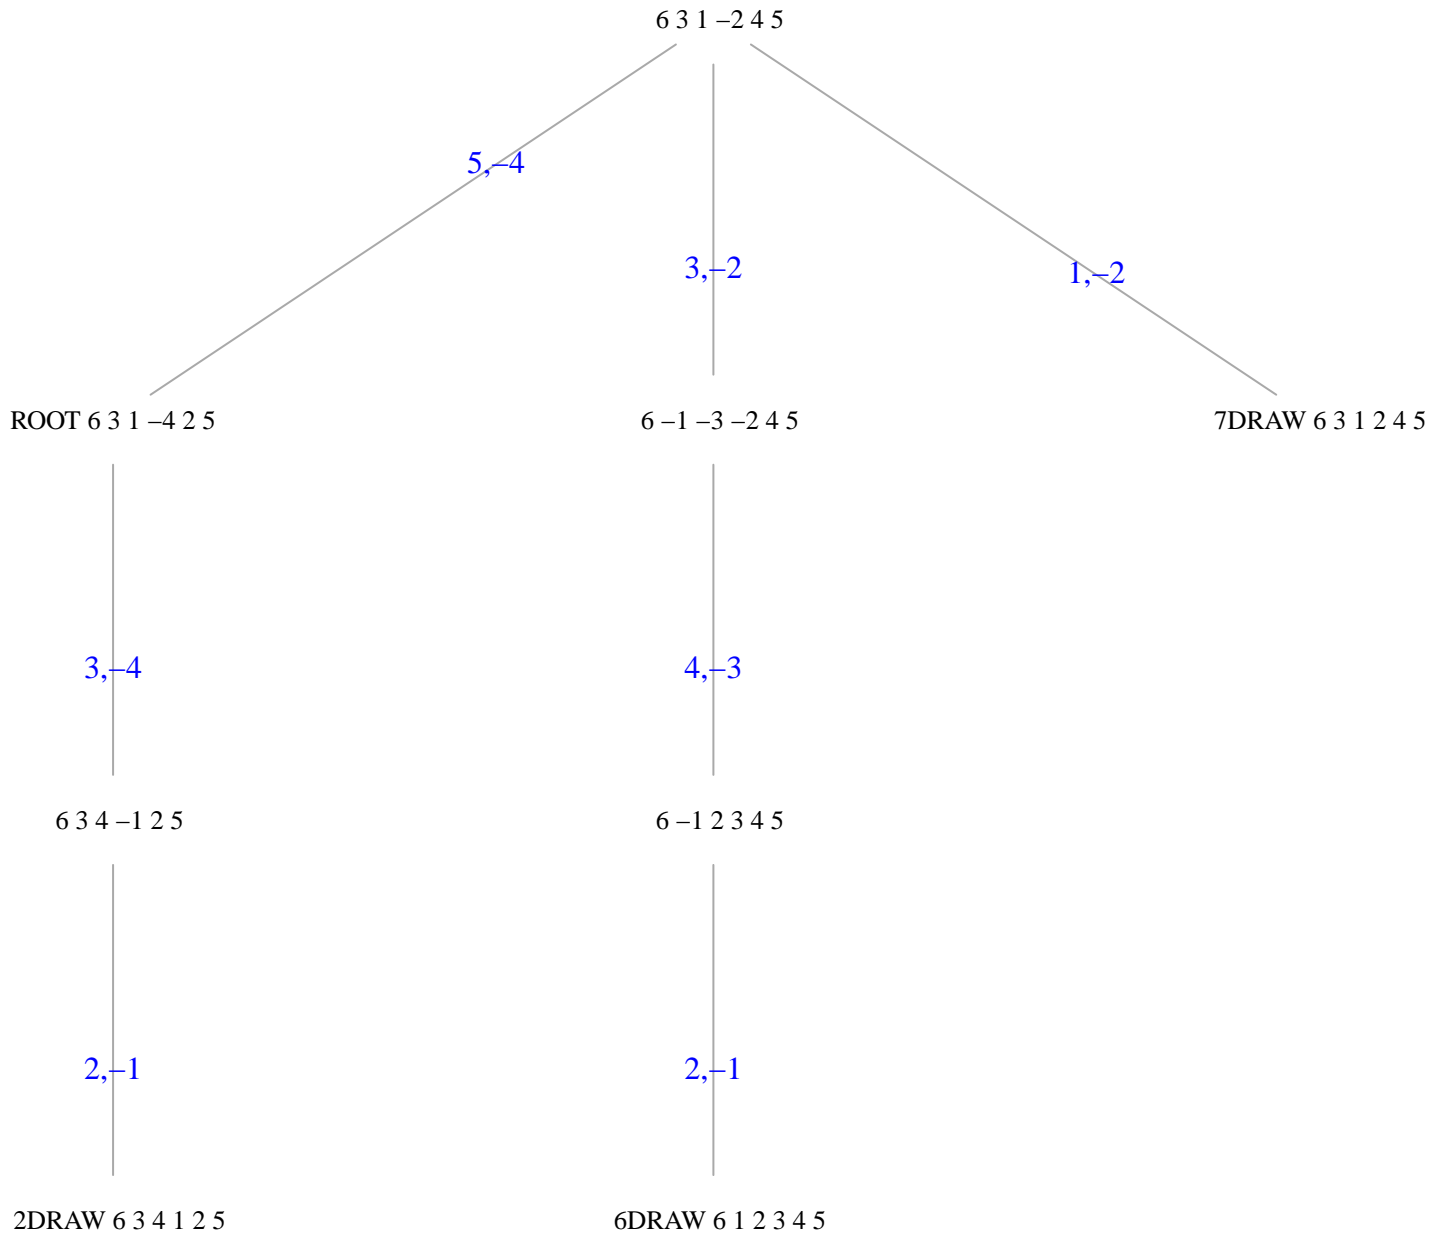 6 3 1 –2 4 5
5,–4
3,–2
1,–2
ROOT 6 3 1 –4 2 5
6 –1 –3 –2 4 5
7DRAW 6 3 1 2 4 5
3,–4
4,–3
6 3 4 –1 2 5
6 –1 2 3 4 5
2,–1
2,–1
2DRAW 6 3 4 1 2 5
6DRAW 6 1 2 3 4 5